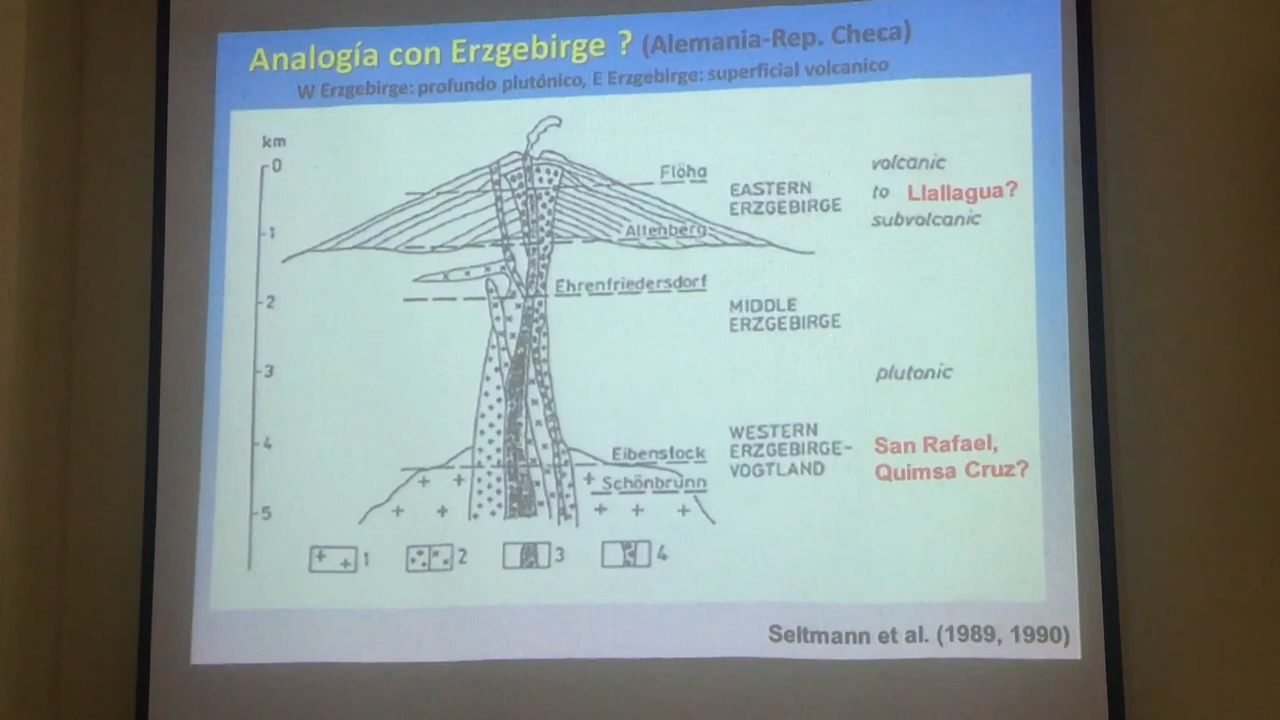 Analogía con Erzgebirge ? (Alemania-Rep. Checa)
W Erzgebirge: profundo plutónico, E Erzgebirge: superficial volcanico
km
0
1
2
3
4
5
Flöha
Altenberg
Ehrenfriedersdorf
Eibenstock
Schönbrunn
EASTERN
ERZGEBIRGE
MIDDLE
ERZGEBIRGE
WESTERN
ERZGEBIRGE-
VOGTLAND
volcanic
to Llallagua?
subvolcanic
plutonic
San Rafael,
Quimsa Cruz?
1 2 3 4
Seltmann et al. (1989, 1990)